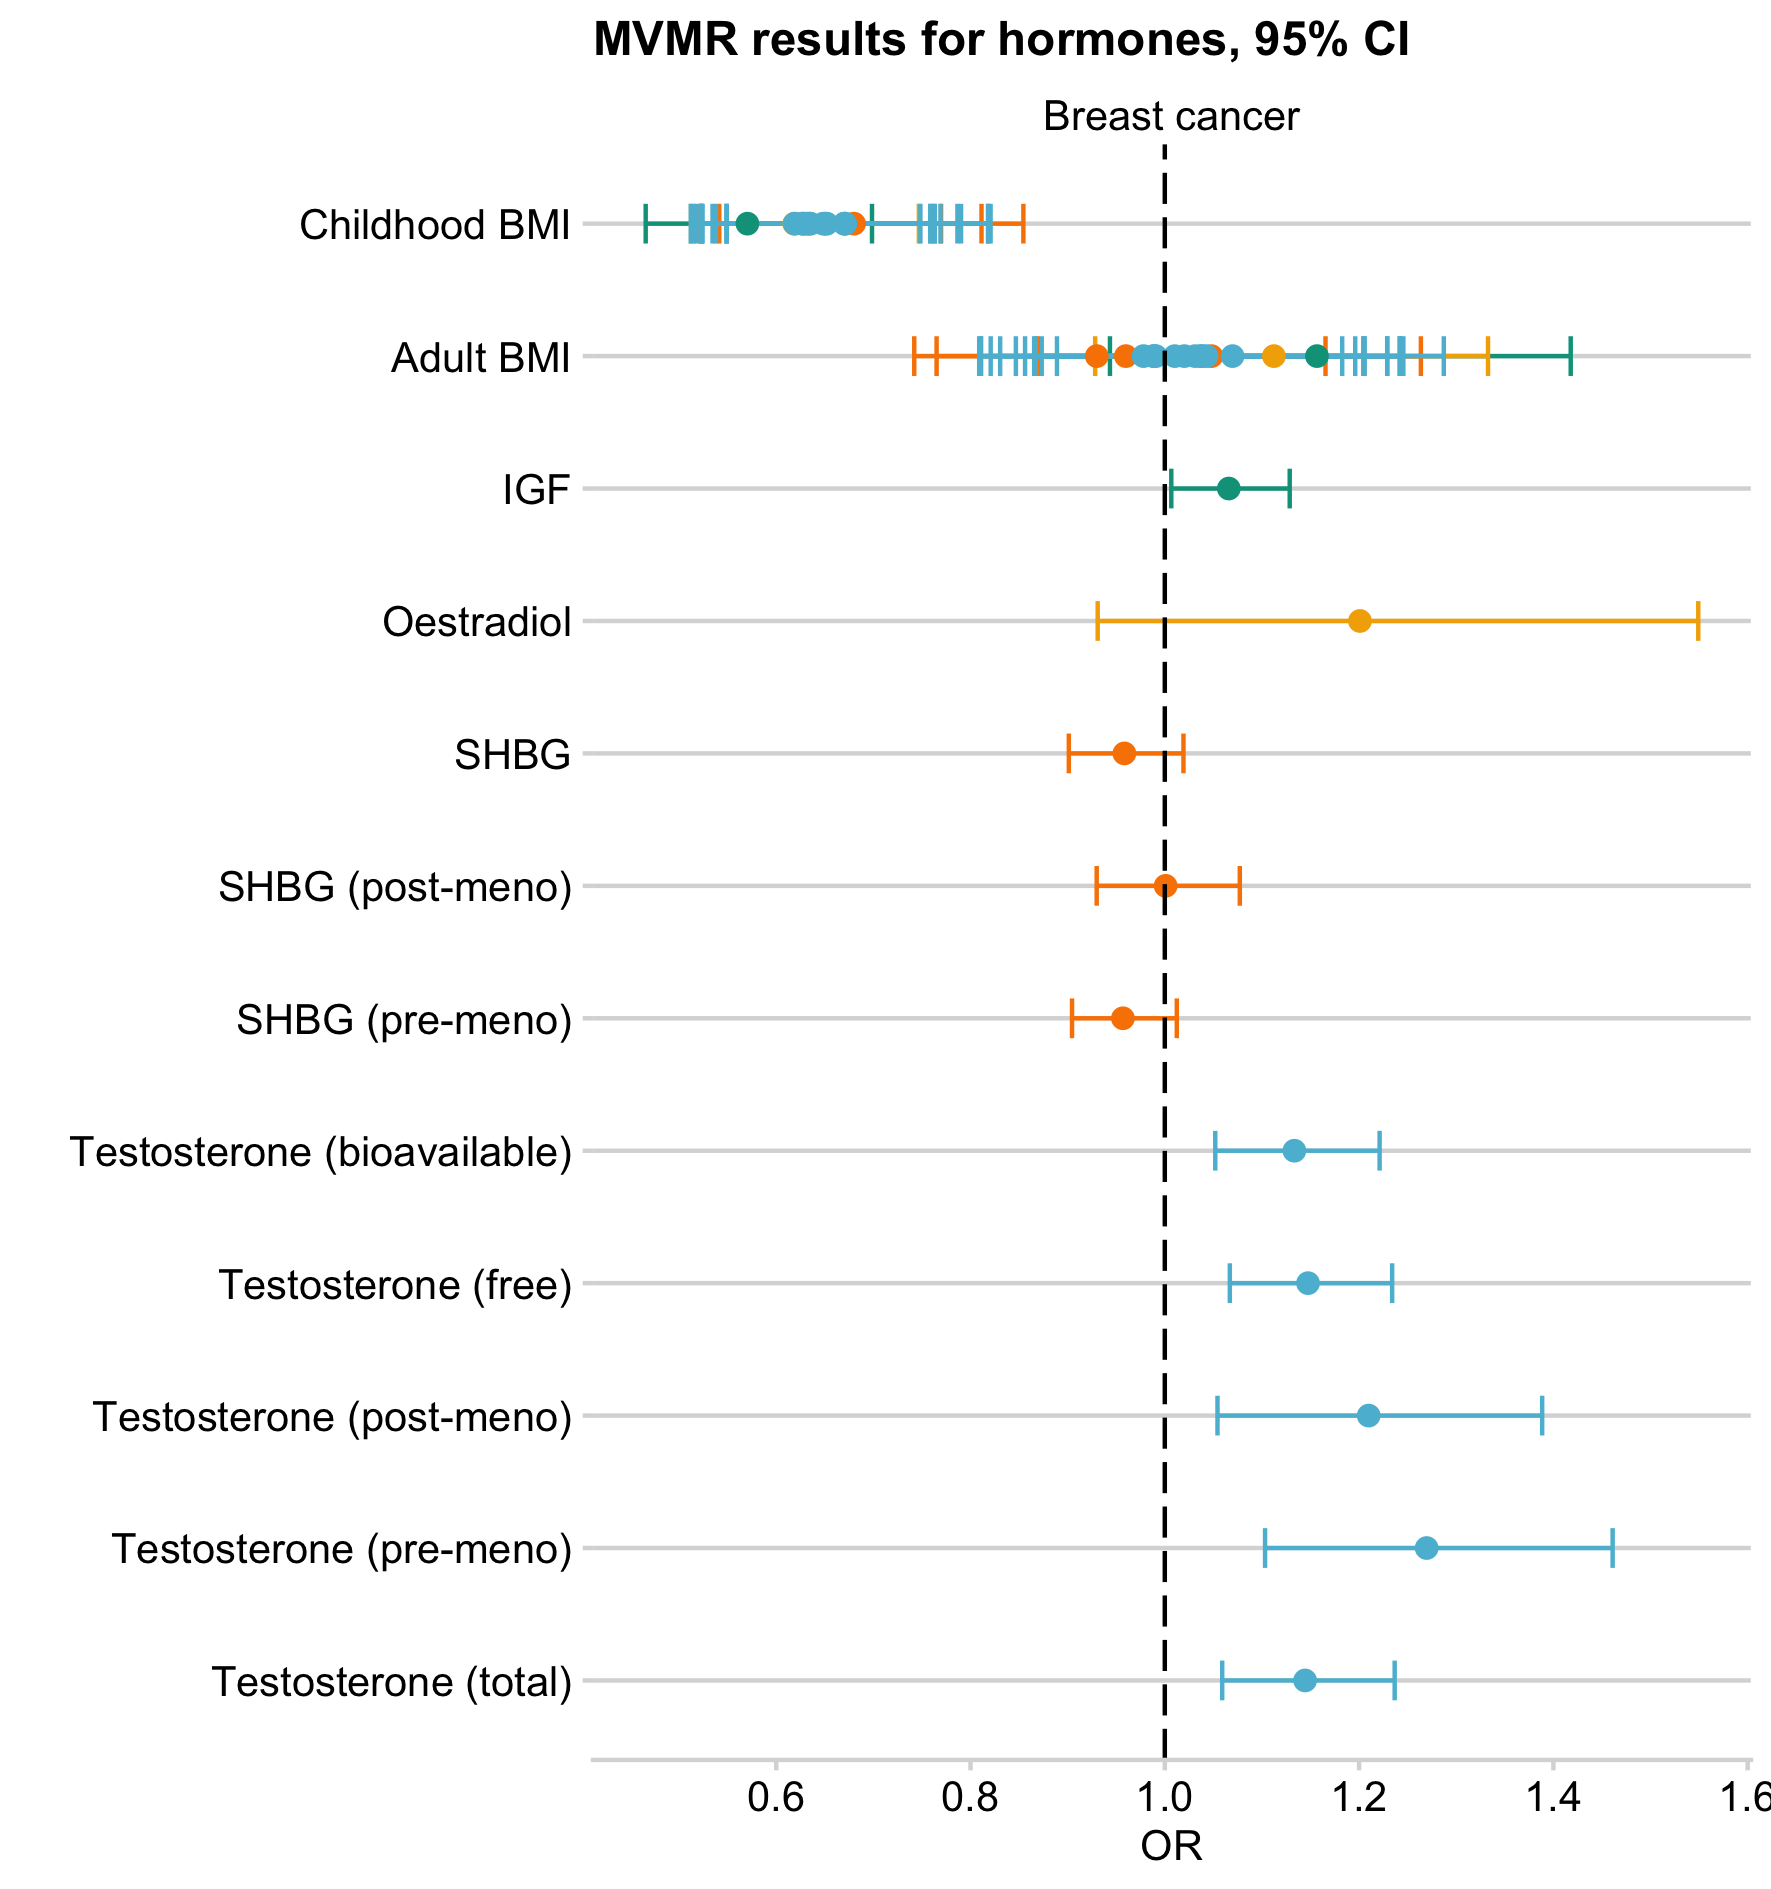 MVMR results for hormones, 95% CI
Breast cancer
Childhood BMI
Adult BMI
IGF
Oestradiol
SHBG
SHBG (post-meno)
SHBG (pre-meno)
Testosterone (bioavailable)
Testosterone (free)
Testosterone (post-meno)
Testosterone (pre-meno)
Testosterone (total)
0.6 0.8 1.0 1.2 1.4 1.6
OR